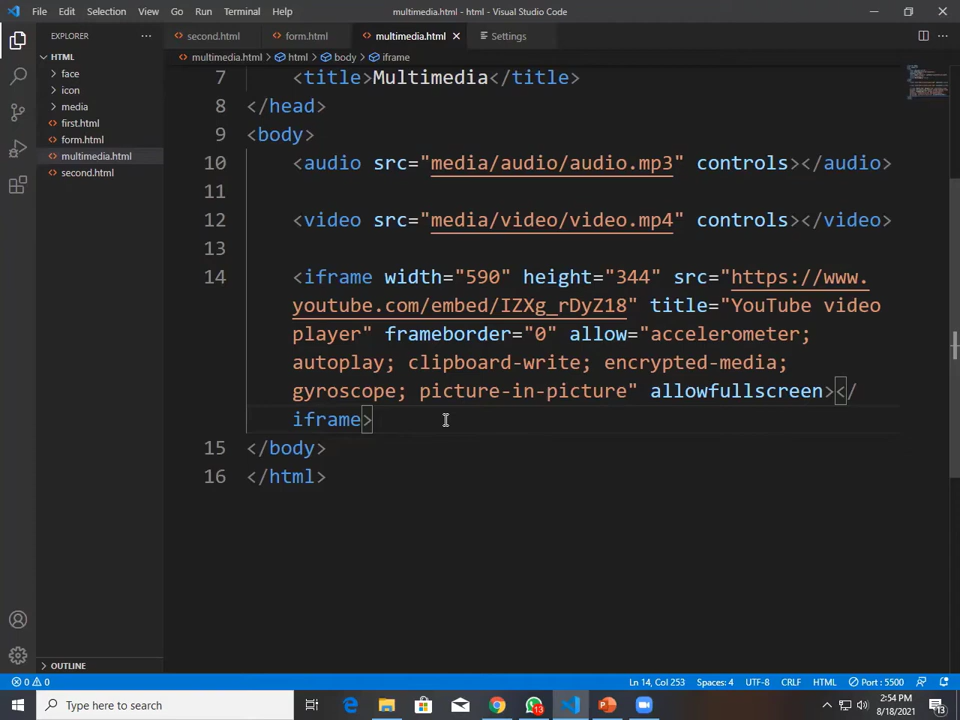 File Edit Selection View Go Run Terminal Help multimedia.html - html - Visual Studio Code
EXPLORER ···
HTML
face
icon
media
first.html
form.html
multimedia.html
second.html
OUTLINE
second.html form.html multimedia.html Settings
multimedia.html > html > body > iframe
7 <title>Multimedia</title>
8 </head>
9 <body>
10 <audio src="media/audio/audio.mp3" controls></audio>
11
12 <video src="media/video/video.mp4" controls></video>
13
14 <iframe width="590" height="344" src="https://www.
youtube.com/embed/IZXg_rDyZ18" title="YouTube video
player" frameborder="0" allow="accelerometer;
autoplay; clipboard-write; encrypted-media;
gyroscope; picture-in-picture" allowfullscreen></
iframe>
15 </body>
16 </html>
0 0 Ln 14, Col 253 Spaces: 4 UTF-8 CRLF HTML Port : 5500
Type here to search 13 2:54 PM
8/18/2021 13